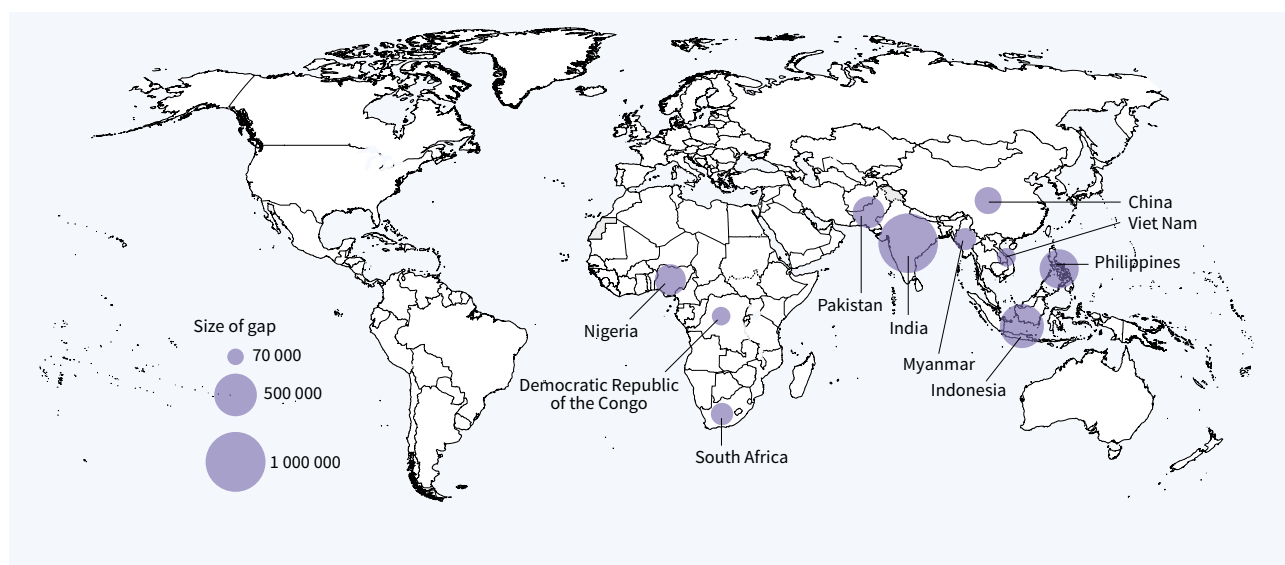 China
Viet Nam
Philippines
Pakistan
India
Nigeria
Size of gap
70 000
500 000
1 000 000
Myanmar
Indonesia
Democratic Republic
of the Congo
South Africa